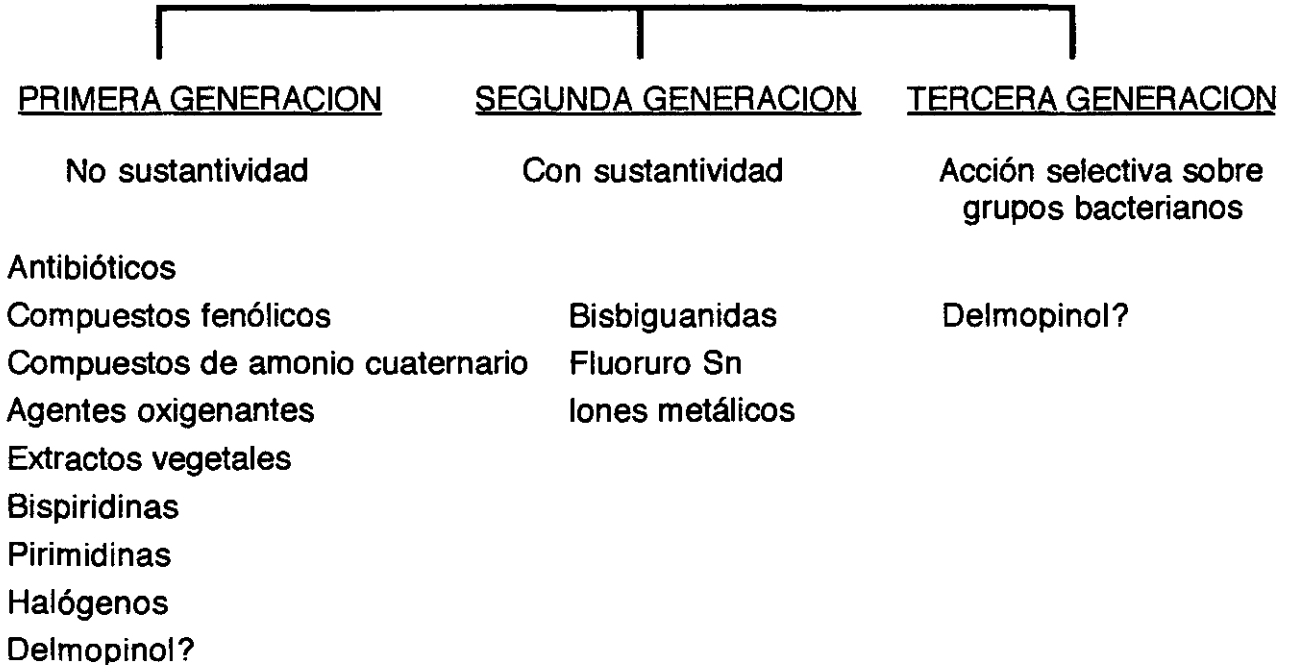 PRIMERA GENERACION
SEGUNDA GENERACION
TERCERA GENERACION
No sustantividad
Con sustantividad
Acción selectiva sobre
grupos bacterianos
Antibióticos
Compuestos fenólicos
Bisbiguanidas
Delmopinol?
Compuestos de amonio cuaternario
Fluoruro Sn
Agentes oxigenantes
Iones metálicos
Extractos vegetales
Bispiridinas
Pirimidinas
Halógenos
Delmopinol?